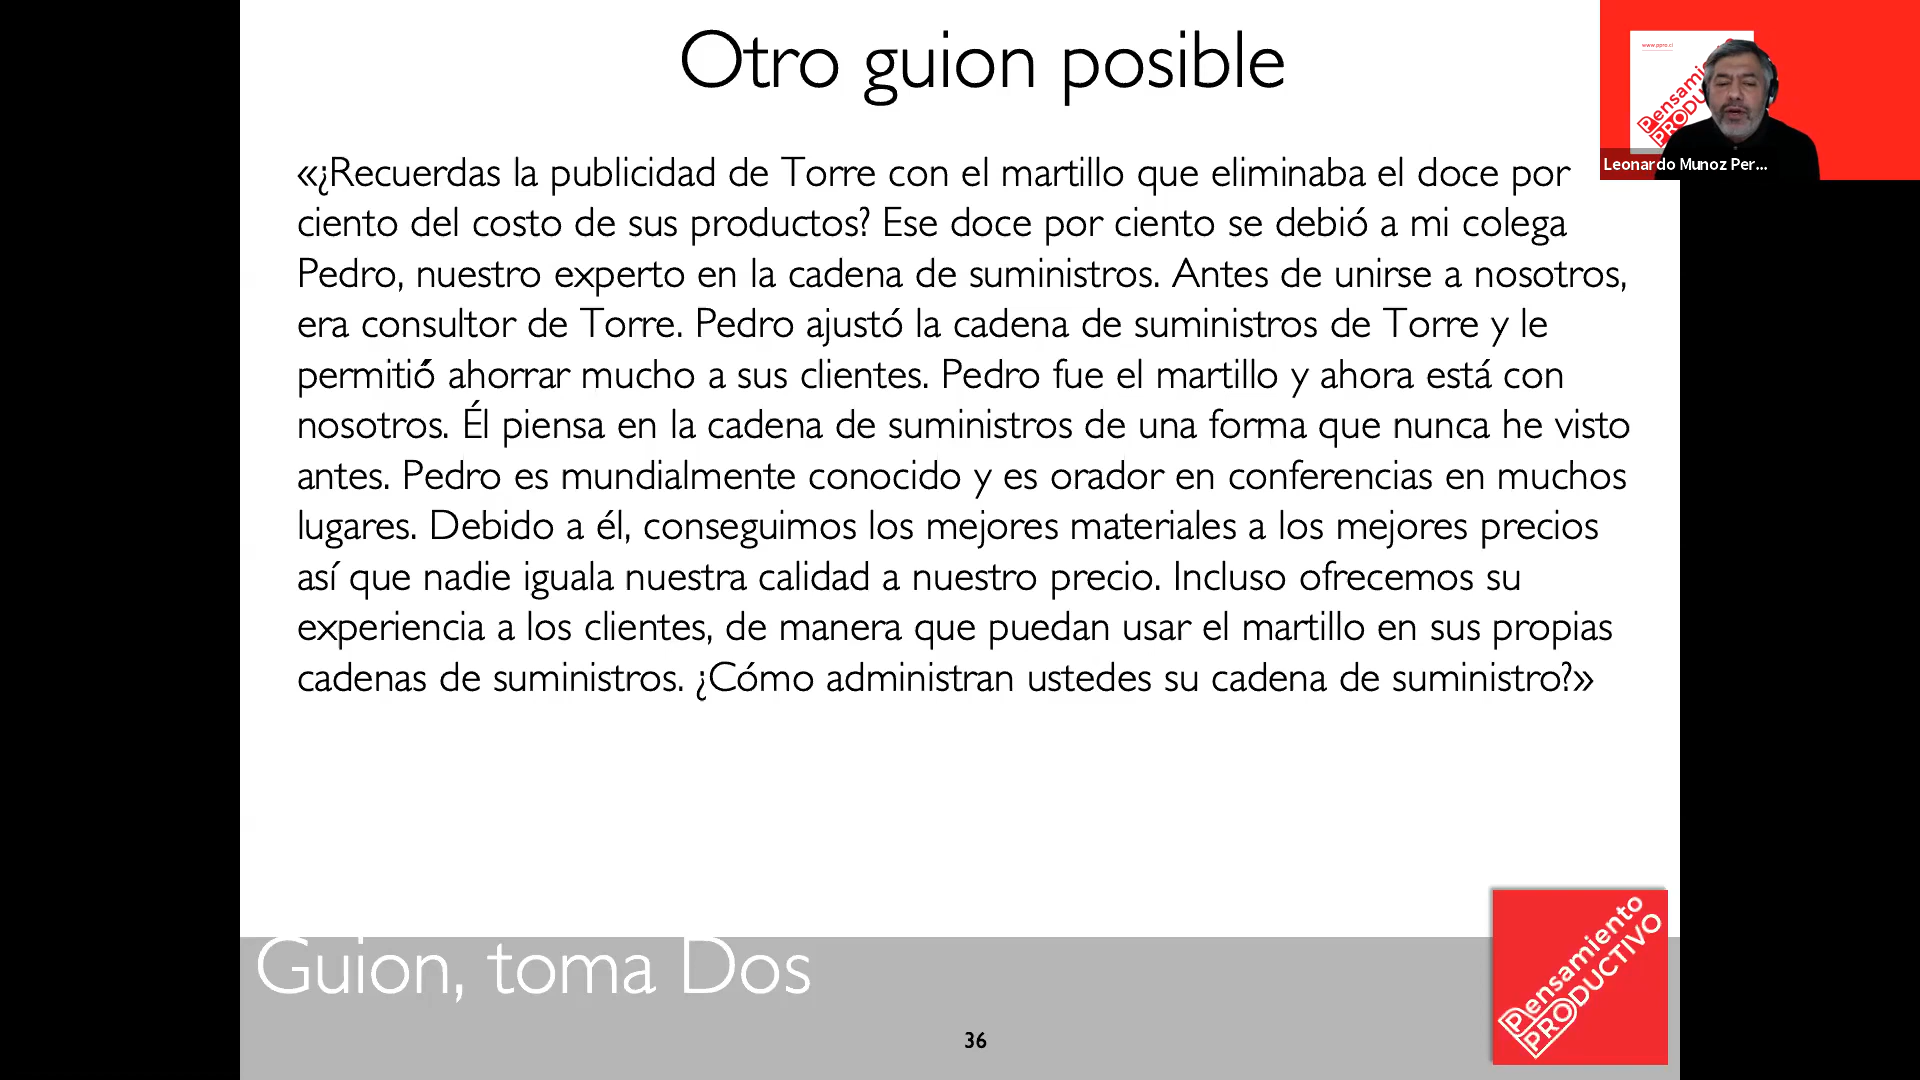 Otro guion posible
www.ppro.cl
Pensami
PRODU
Leonardo Munoz Per...
«¿Recuerdas la publicidad de Torre con el martillo que eliminaba el doce por
ciento del costo de sus productos? Ese doce por ciento se debió a mi colega
Pedro, nuestro experto en la cadena de suministros. Antes de unirse a nosotros,
era consultor de Torre. Pedro ajustó la cadena de suministros de Torre y le
permitió ahorrar mucho a sus clientes. Pedro fue el martillo y ahora está con
nosotros. Él piensa en la cadena de suministros de una forma que nunca he visto
antes. Pedro es mundialmente conocido y es orador en conferencias en muchos
lugares. Debido a él, conseguimos los mejores materiales a los mejores precios
así que nadie iguala nuestra calidad a nuestro precio. Incluso ofrecemos su
experiencia a los clientes, de manera que puedan usar el martillo en sus propias
cadenas de suministros. ¿Cómo administran ustedes su cadena de suministro?»
Guion, toma Dos
36
Pensamiento
PRODUCTIVO